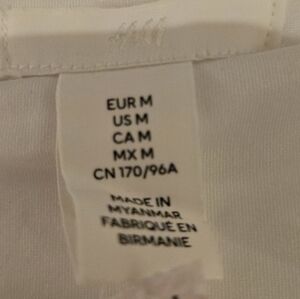 H&M
EUR M
US M
CA M
MX M
CN 170/96A
MADE IN
MYANMAR
FABRIQUÉ EN
BIRMANIE